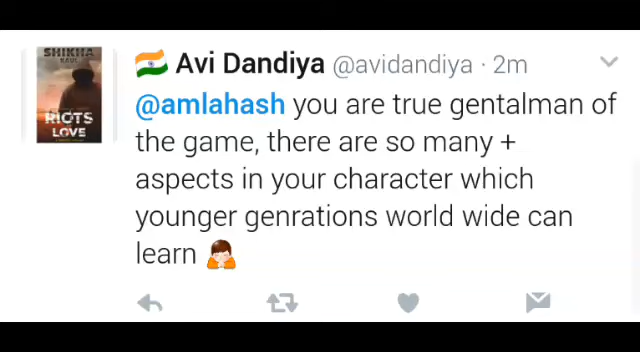 SHIKHA
KAUL
RIOTS
LOVE
Avi Dandiya @avidandiya · 2m
@amlahash you are true gentalman of
the game, there are so many +
aspects in your character which
younger genrations world wide can
learn